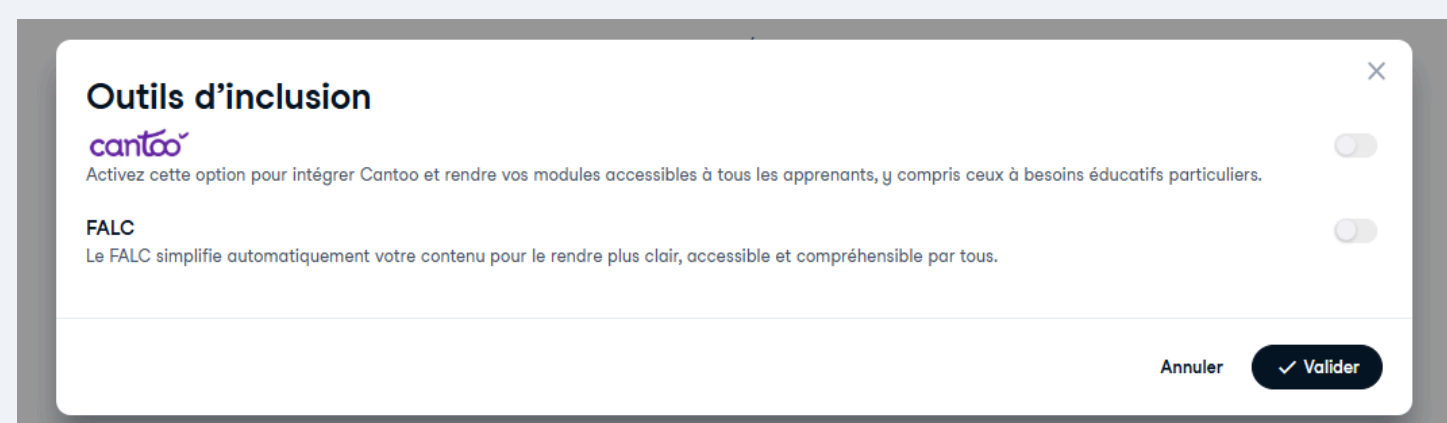 Outils d’inclusion
cantoo
Activez cette option pour intégrer Cantoo et rendre vos modules accessibles à tous les apprenants, y compris ceux à besoins éducatifs particuliers.
FALC
Le FALC simplifie automatiquement votre contenu pour le rendre plus clair, accessible et compréhensible par tous.
Annuler
Valider